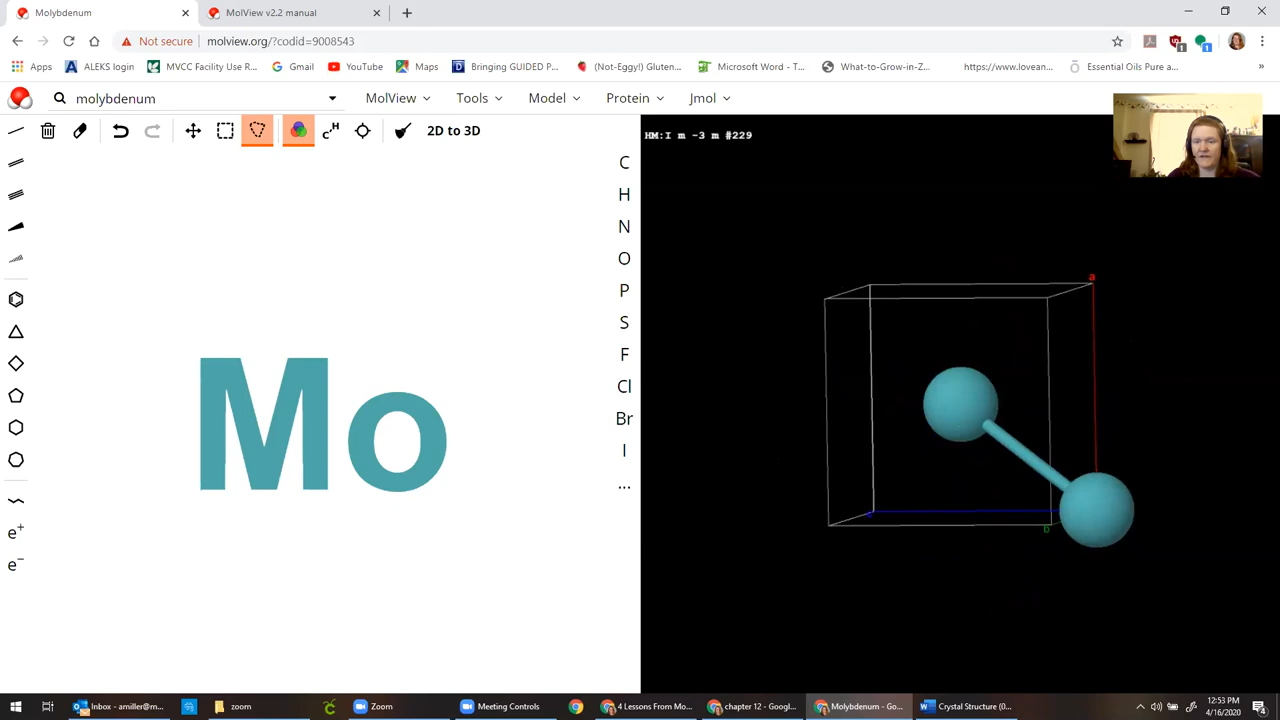 Molybdenum
MolView v2.2 manual
Not secure
molview.org/?codid=9008543
1
1
Apps
ALEKS login
MVCC Facility Use R...
Gmail
YouTube
Maps
Bringing GUIDED P...
(Not-Eggy!) Gluten...
Microsoft Word - T...
What-to-Grow-in-Z...
https://www.lovean...
Essential Oils Pure a...
»
molybdenum
MolView
Tools
Model
Protein
Jmol
C H
2D to 3D
HM:I m -3 m #229
C
H
N
O
P
S
F
Cl
Br
I
...
e+
e−
Mo
a
b
Inbox - amiller@m...
zoom
Zoom
Meeting Controls
4 Lessons From Mo...
chapter 12 - Googl...
Molybdenum - Go...
Crystal Structure (0...
12:53 PM
4/16/2020